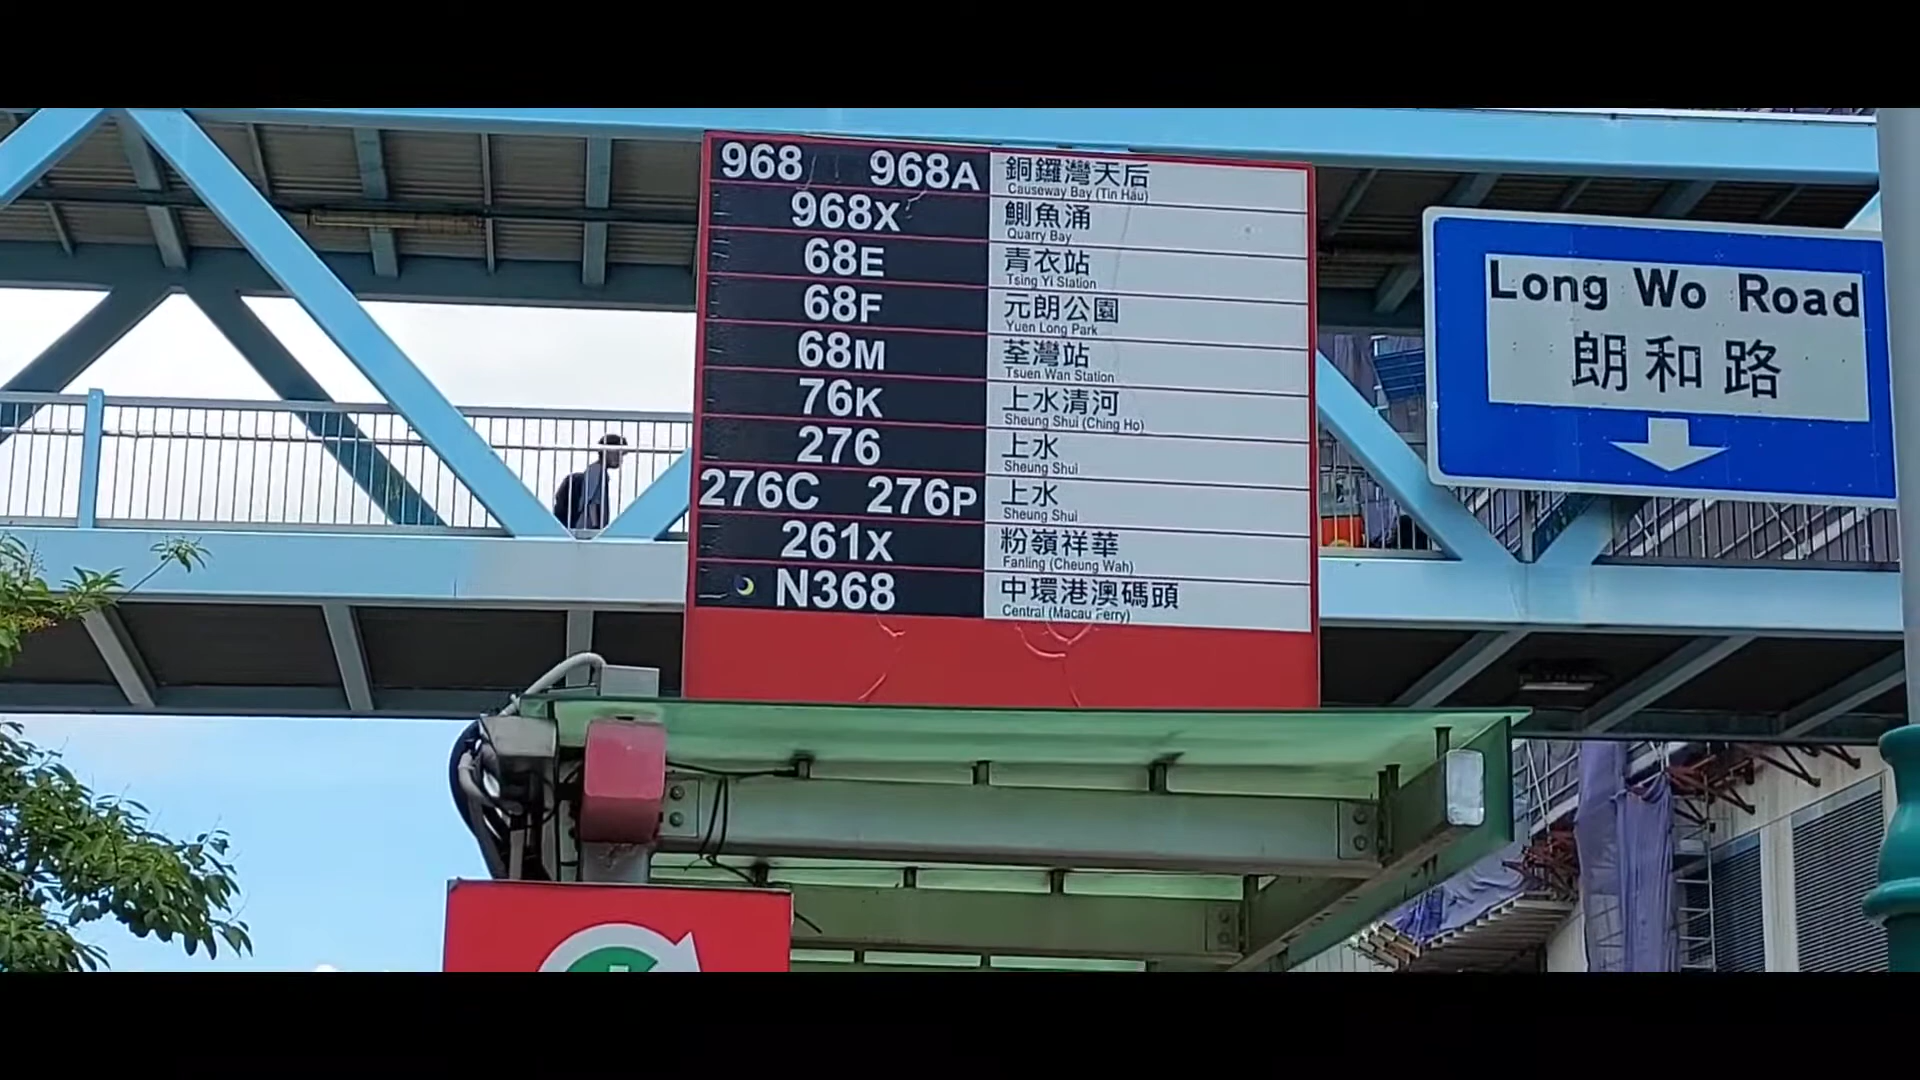 968 968A 銅鑼灣天后
Causeway Bay (Tin Hau)
968X 鰂魚涌
Quarry Bay
68E 青衣站
Tsing Yi Station
68F 元朗公園
Yuen Long Park
68M 荃灣站
Tsuen Wan Station
76K 上水清河
Sheung Shui (Ching Ho)
276 上水
Sheung Shui
276C 276P 上水
Sheung Shui
261X 粉嶺祥華
Fanling (Cheung Wah)
N368 中環港澳碼頭
Central (Macau Ferry)
Long Wo Road
朗和路